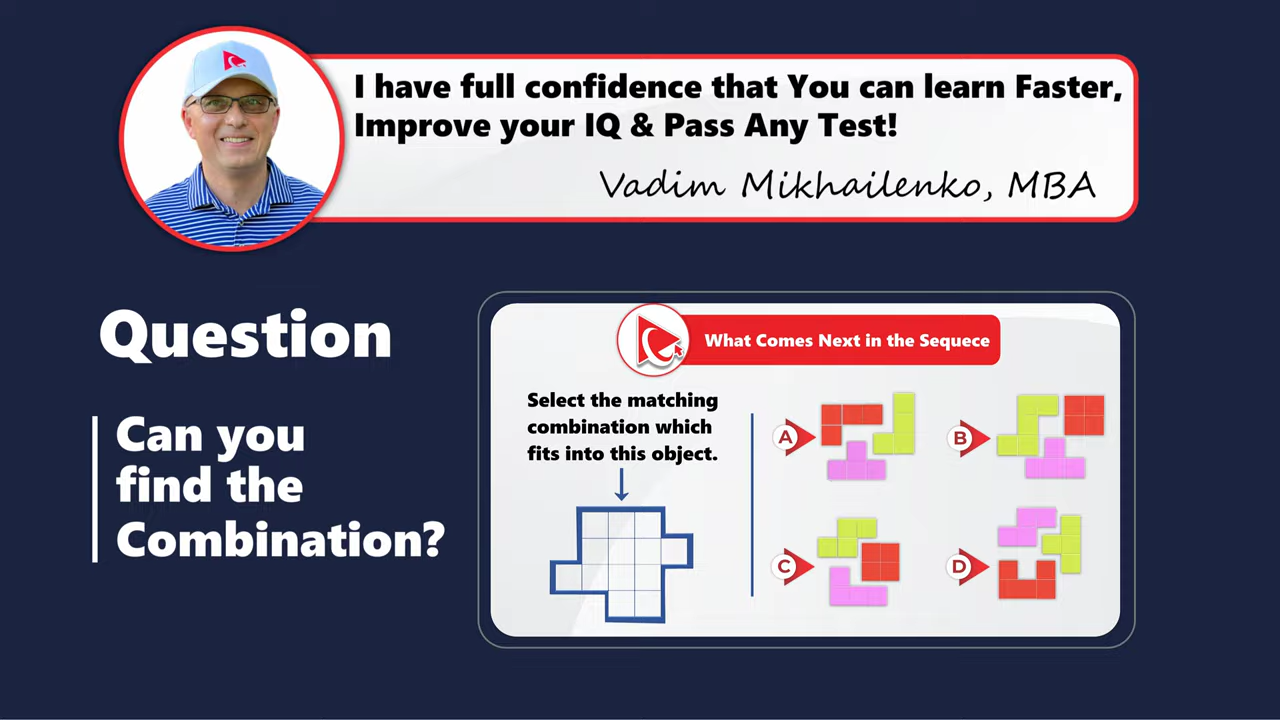 I have full confidence that You can learn Faster,
Improve your IQ & Pass Any Test!
Vadim Mikhailenko, MBA
Question
Can you
find the
Combination?
What Comes Next in the Sequece
Select the matching
combination which
fits into this object.
A
B
C
D